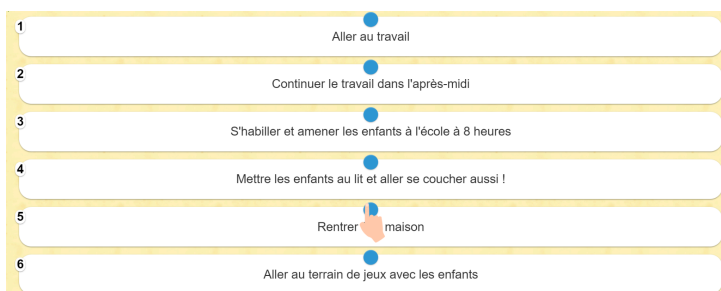 1
Aller au travail
2
Continuer le travail dans l'après-midi
3
S'habiller et amener les enfants à l'école à 8 heures
4
Mettre les enfants au lit et aller se coucher aussi !
5
Rentrer maison
6
Aller au terrain de jeux avec les enfants